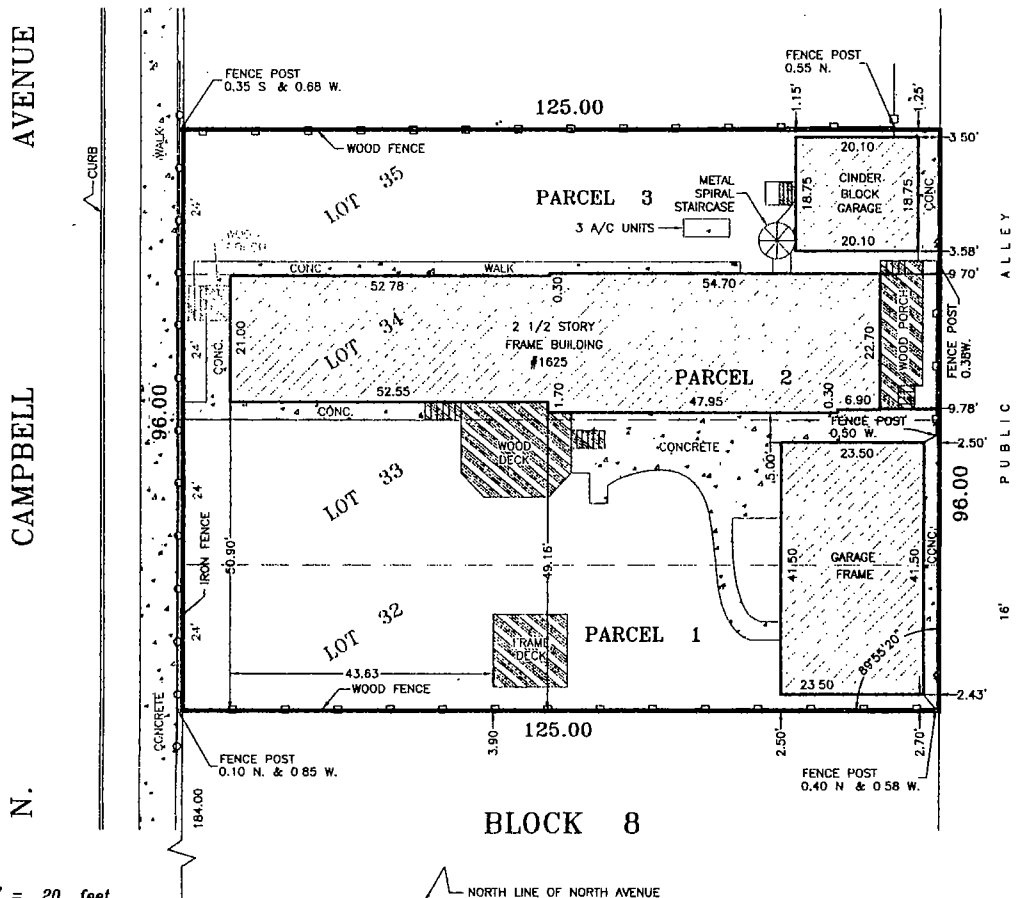 N. CAMPBELL AVENUE
CURB
WALK
FENCE POST
0.35 S & 0.68 W.
125.00
WOOD FENCE
FENCE POST
0.55 N.
1.15'
1.25'
3 50'
20.10
CINDER
BLOCK
GARAGE
18.75
18.75
CONC
20.10
3.58'
LOT 35
PARCEL 3
METAL
SPIRAL
STAIRCASE
3 A/C UNITS
24'
CONC
WALK
9.70'
52.78
0.30
54.70
21.00
LOT 34
2 1/2 STORY
FRAME BUILDING
#1625
PARCEL 2
22.70
WOOD PORCH
FENCE POST
0.38W.
24'
CONC.
52.55
1.70
47.95
0.30
6.90
9.78'
96.00
CONC.
FENCE POST
0.50 W.
2.50'
WOOD
DECK
CONCRETE
5.00'
23.50
LOT 33
24'
96.00
PUBLIC ALLEY
16'
IRON FENCE
50.90'
49.16'
41.50
GARAGE
FRAME
41.50
CONC.
LOT 32
24'
FRAME
DECK
PARCEL 1
89°55'20"
43.63
WOOD FENCE
23 50
2.43'
CONCRETE
3.90'
125.00
2.50'
2.70'
FENCE POST
0.10 N. & 0 85 W.
FENCE POST
0.40 N & 0 58 W.
184.00
BLOCK 8
= 20 feet
NORTH LINE OF NORTH AVENUE